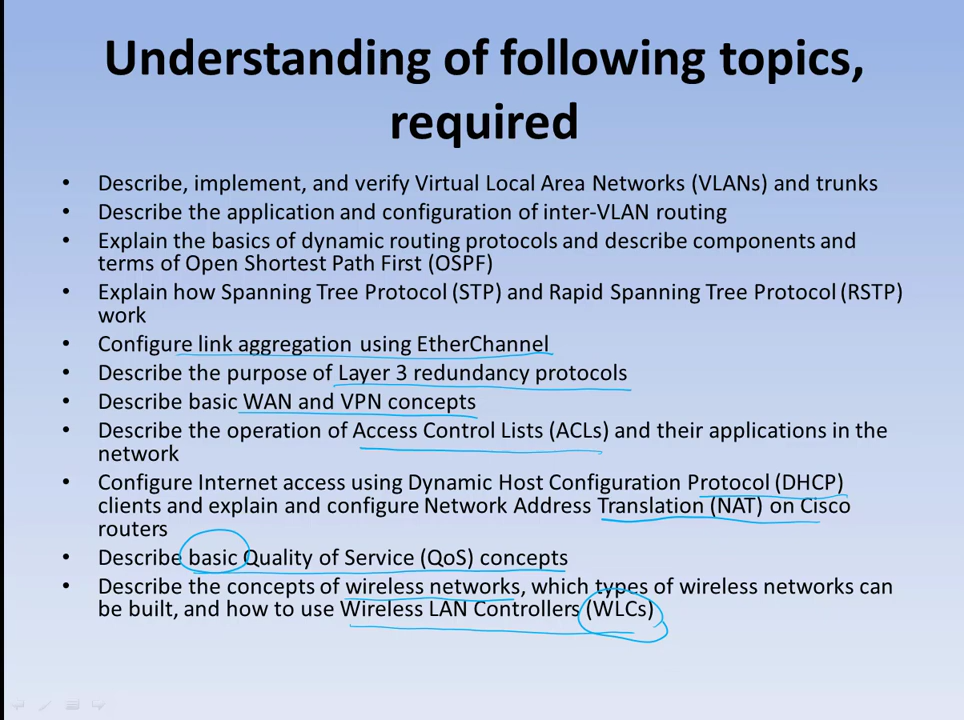 Understanding of following topics,
required
• Describe, implement, and verify Virtual Local Area Networks (VLANs) and trunks
• Describe the application and configuration of inter-VLAN routing
• Explain the basics of dynamic routing protocols and describe components and
terms of Open Shortest Path First (OSPF)
• Explain how Spanning Tree Protocol (STP) and Rapid Spanning Tree Protocol (RSTP)
work
• Configure link aggregation using EtherChannel
• Describe the purpose of Layer 3 redundancy protocols
• Describe basic WAN and VPN concepts
• Describe the operation of Access Control Lists (ACLs) and their applications in the
network
• Configure Internet access using Dynamic Host Configuration Protocol (DHCP)
clients and explain and configure Network Address Translation (NAT) on Cisco
routers
• Describe basic Quality of Service (QoS) concepts
• Describe the concepts of wireless networks, which types of wireless networks can
be built, and how to use Wireless LAN Controllers (WLCs)